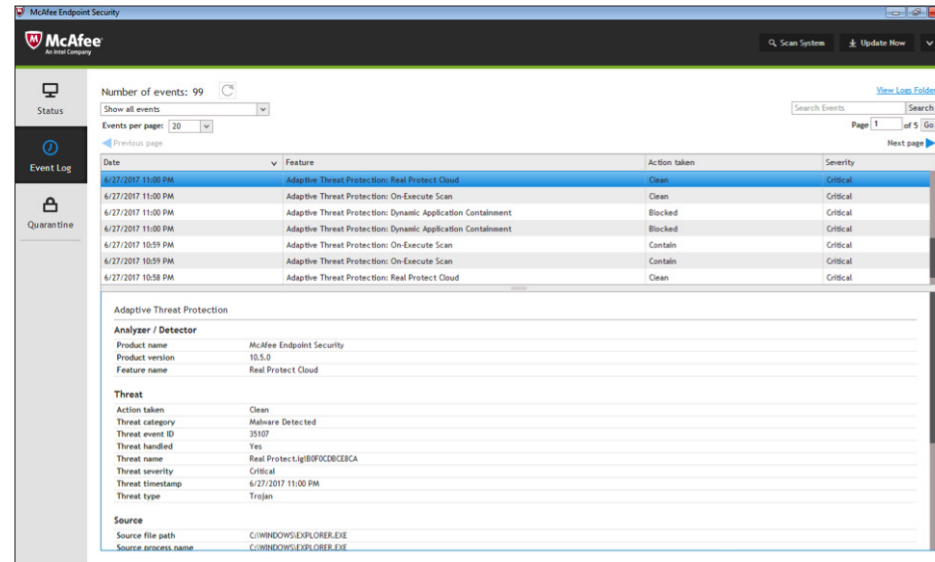 McAfee Endpoint Security
McAfee
An Intel Company
Scan System
Update Now
Status
Event Log
Quarantine
Number of events: 99
View Logs Folder
Show all events
Search Events
Search
Events per page: 20
Page 1 of 5 Go
Previous page
Next page
Date Feature Action taken Severity
6/27/2017 11:00 PM Adaptive Threat Protection: Real Protect Cloud Clean Critical
6/27/2017 11:00 PM Adaptive Threat Protection: On-Execute Scan Clean Critical
6/27/2017 11:00 PM Adaptive Threat Protection: Dynamic Application Containment Blocked Critical
6/27/2017 11:00 PM Adaptive Threat Protection: Dynamic Application Containment Blocked Critical
6/27/2017 10:59 PM Adaptive Threat Protection: On-Execute Scan Contain Critical
6/27/2017 10:59 PM Adaptive Threat Protection: On-Execute Scan Contain Critical
6/27/2017 10:58 PM Adaptive Threat Protection: Real Protect Cloud Clean Critical
Adaptive Threat Protection
Analyzer / Detector
Product name McAfee Endpoint Security
Product version 10.5.0
Feature name Real Protect Cloud
Threat
Action taken Clean
Threat category Malware Detected
Threat event ID 35107
Threat handled Yes
Threat name Real Protect.ig!B0F0CDBCE8CA
Threat severity Critical
Threat timestamp 6/27/2017 11:00 PM
Threat type Trojan
Source
Source file path C:\WINDOWS\EXPLORER.EXE
Source process name C:\WINDOWS\EXPLORER.EXE